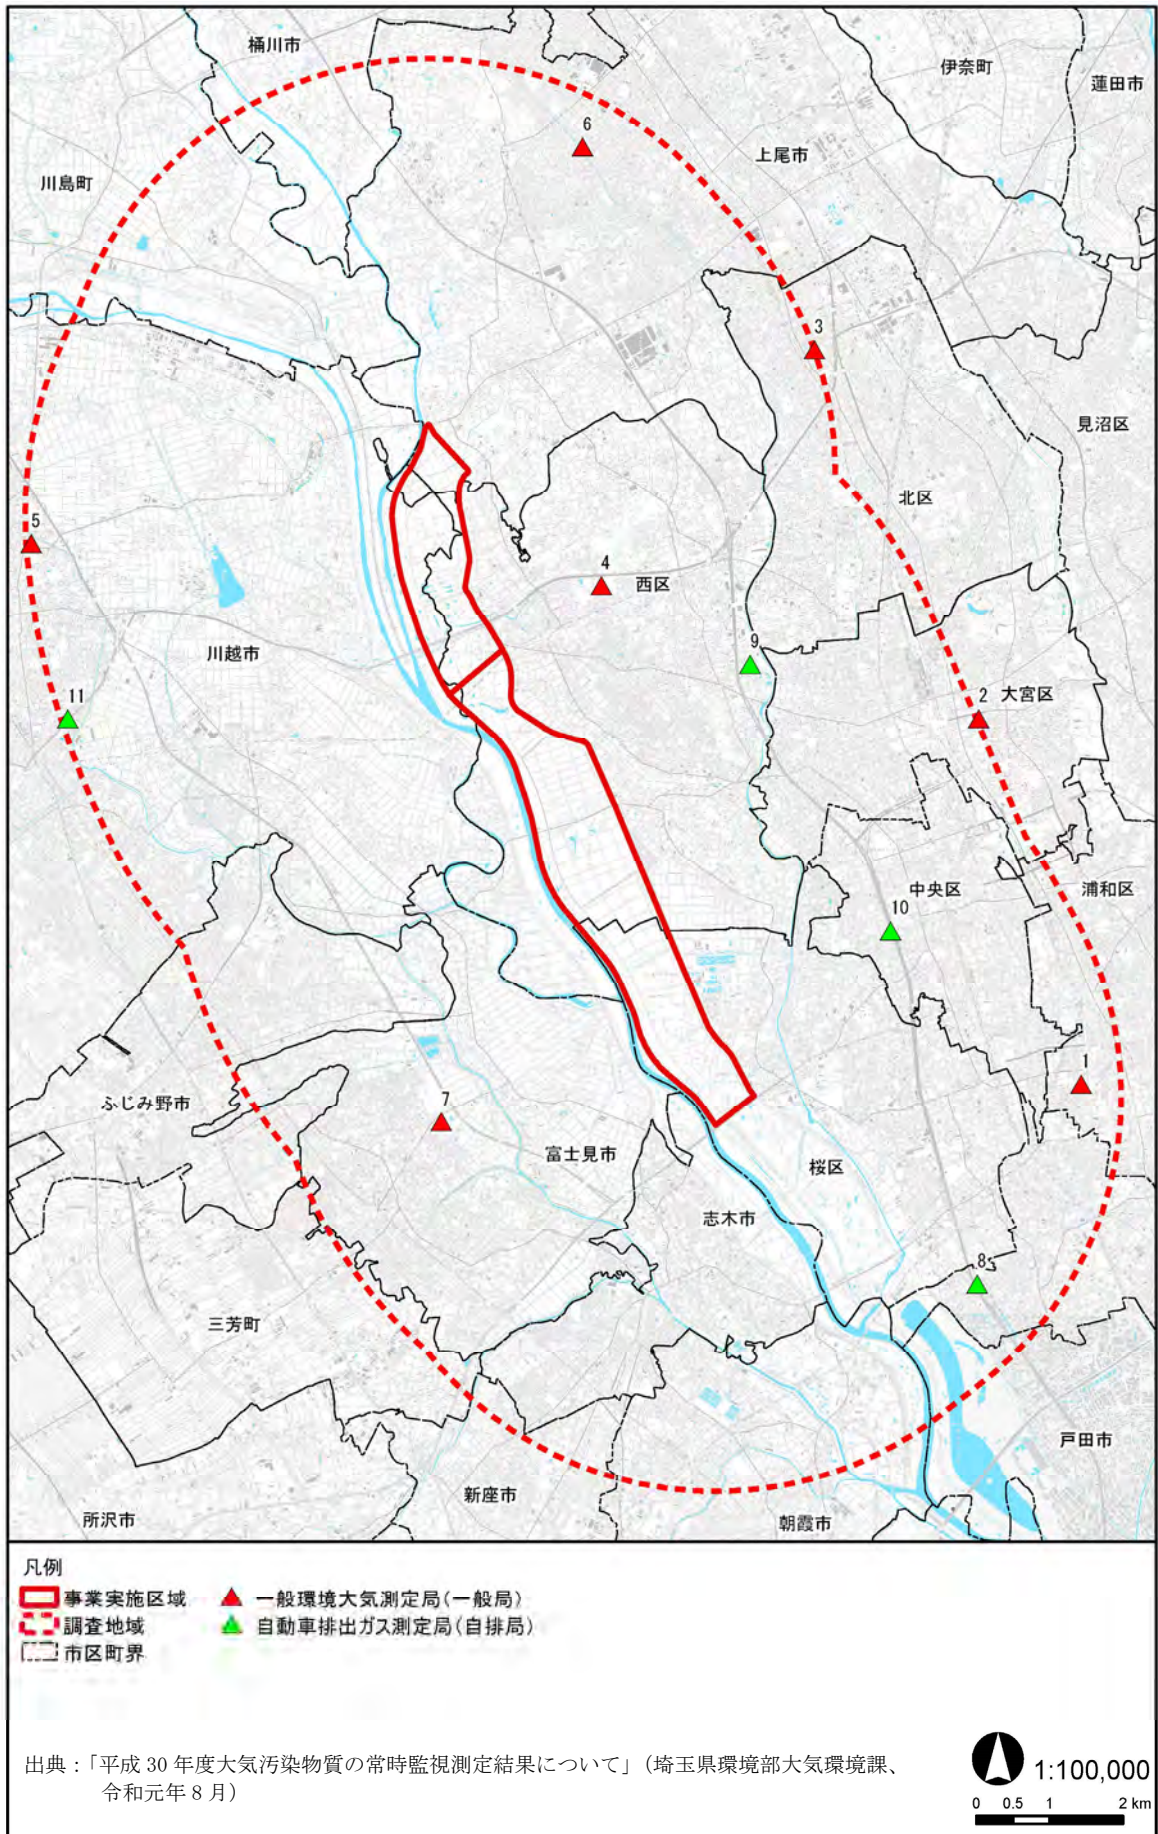 桶川市
伊奈町
蓮田市
6
上尾市
川島町
3
見沼区
北区
5
4
西区
川越市
9
11
2
大宮区
中央区
浦和区
10
1
ふじみ野市
7
富士見市
桜区
志木市
8
三芳町
戸田市
新座市
所沢市
朝霞市
凡例
事業実施区域
一般環境大気測定局(一般局)
調査地域
自動車排出ガス測定局(自排局)
市区町界
出典：「平成 30 年度大気汚染物質の常時監視測定結果について」（埼玉県環境部大気環境課、
令和元年 8 月）
1:100,000
0 0.5 1 2 km